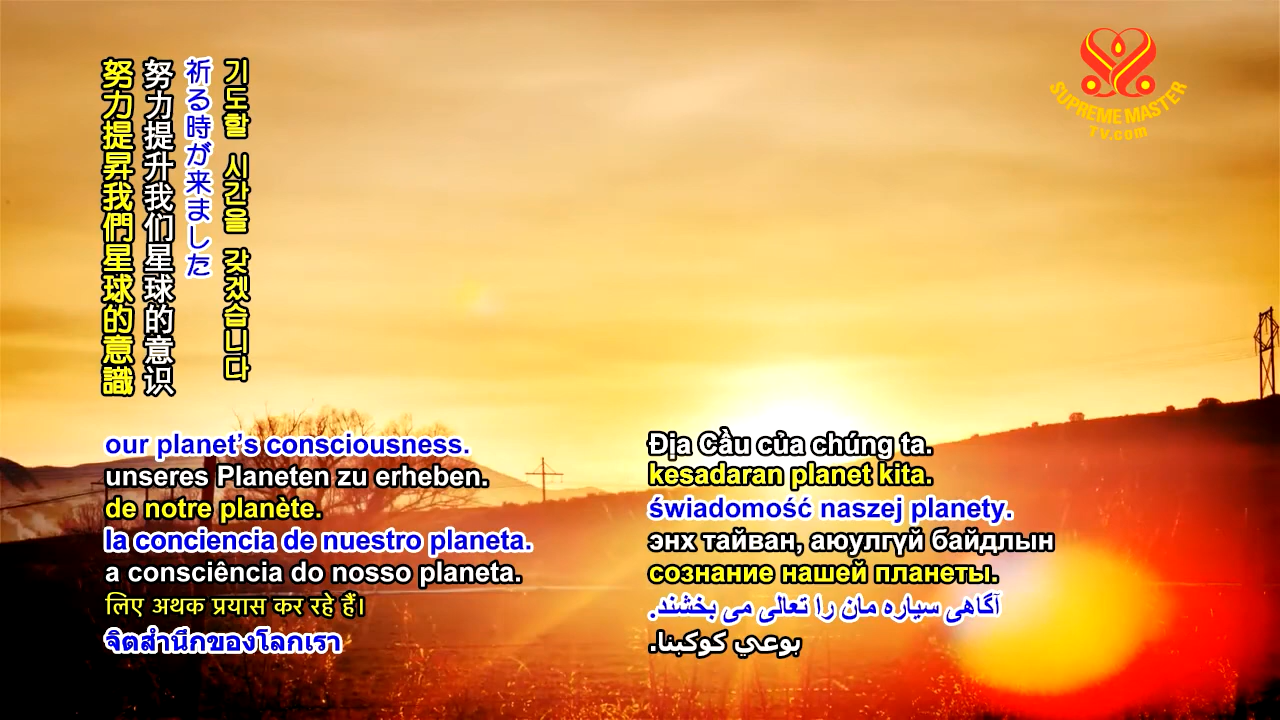 努力提昇我們星球的意識
努力提升我们星球的意识
祈る時が来ました
기도할 시간을 갖겠습니다
SUPREME MASTER
TV.com
our planet’s consciousness.
unseres Planeten zu erheben.
de notre planète.
la conciencia de nuestro planeta.
a consciência do nosso planeta.
लिए अथक प्रयास कर रहे हैं।
จิตสำนึกของโลกเรา
Địa Cầu của chúng ta.
kesadaran planet kita.
świadomość naszej planety.
энх тайван, аюулгүй байдлын
сознание нашей планеты.
آگاهی سیاره مان را تعالی می بخشند.
بوعي كوكبنا.